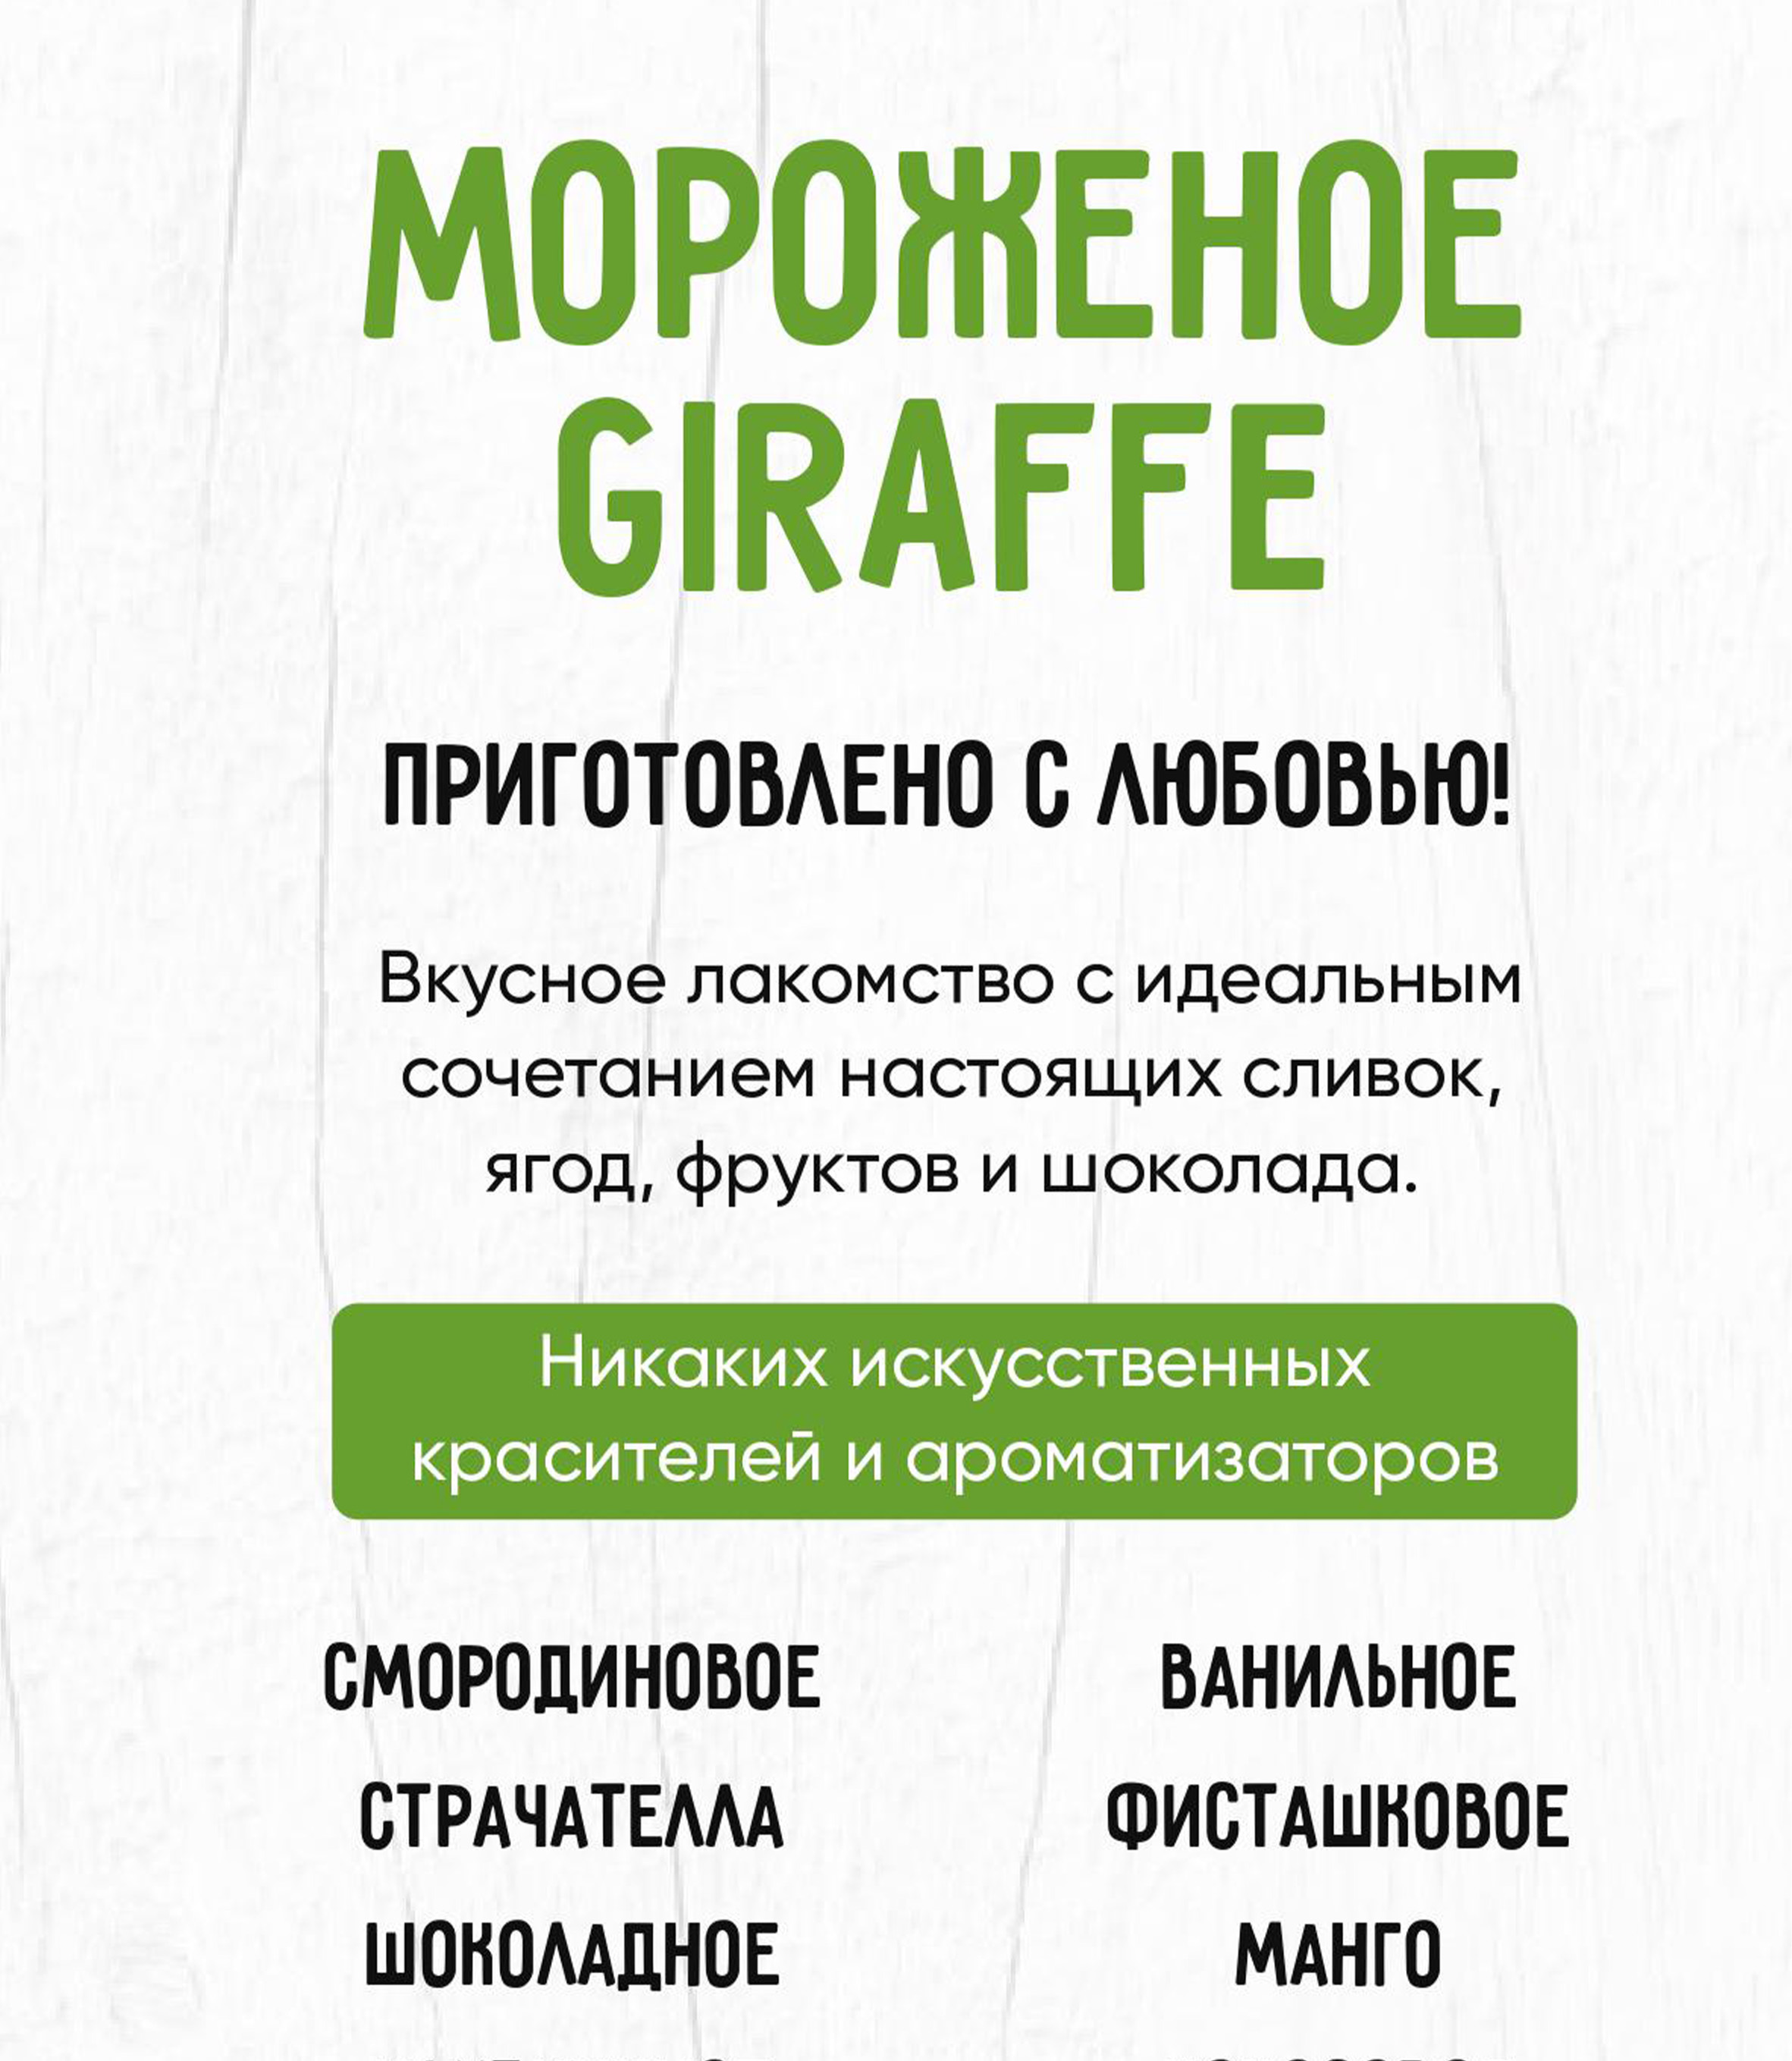 МОРОЖЕНОЕ
GIRAFFE
ПРИГОТОВЛЕНО С ЛЮБОВЬЮ!
Вкусное лакомство с идеальным
сочетанием настоящих сливок,
ягод, фруктов и шоколада.
Никаких искусственных
красителей и ароматизаторов
СМОРОДИНОВОЕ
ВАНИЛЬНОЕ
СТРАЧАТЕЛЛА
ФИСТАШКОВОЕ
ШОКОЛАДНОЕ
МАНГО